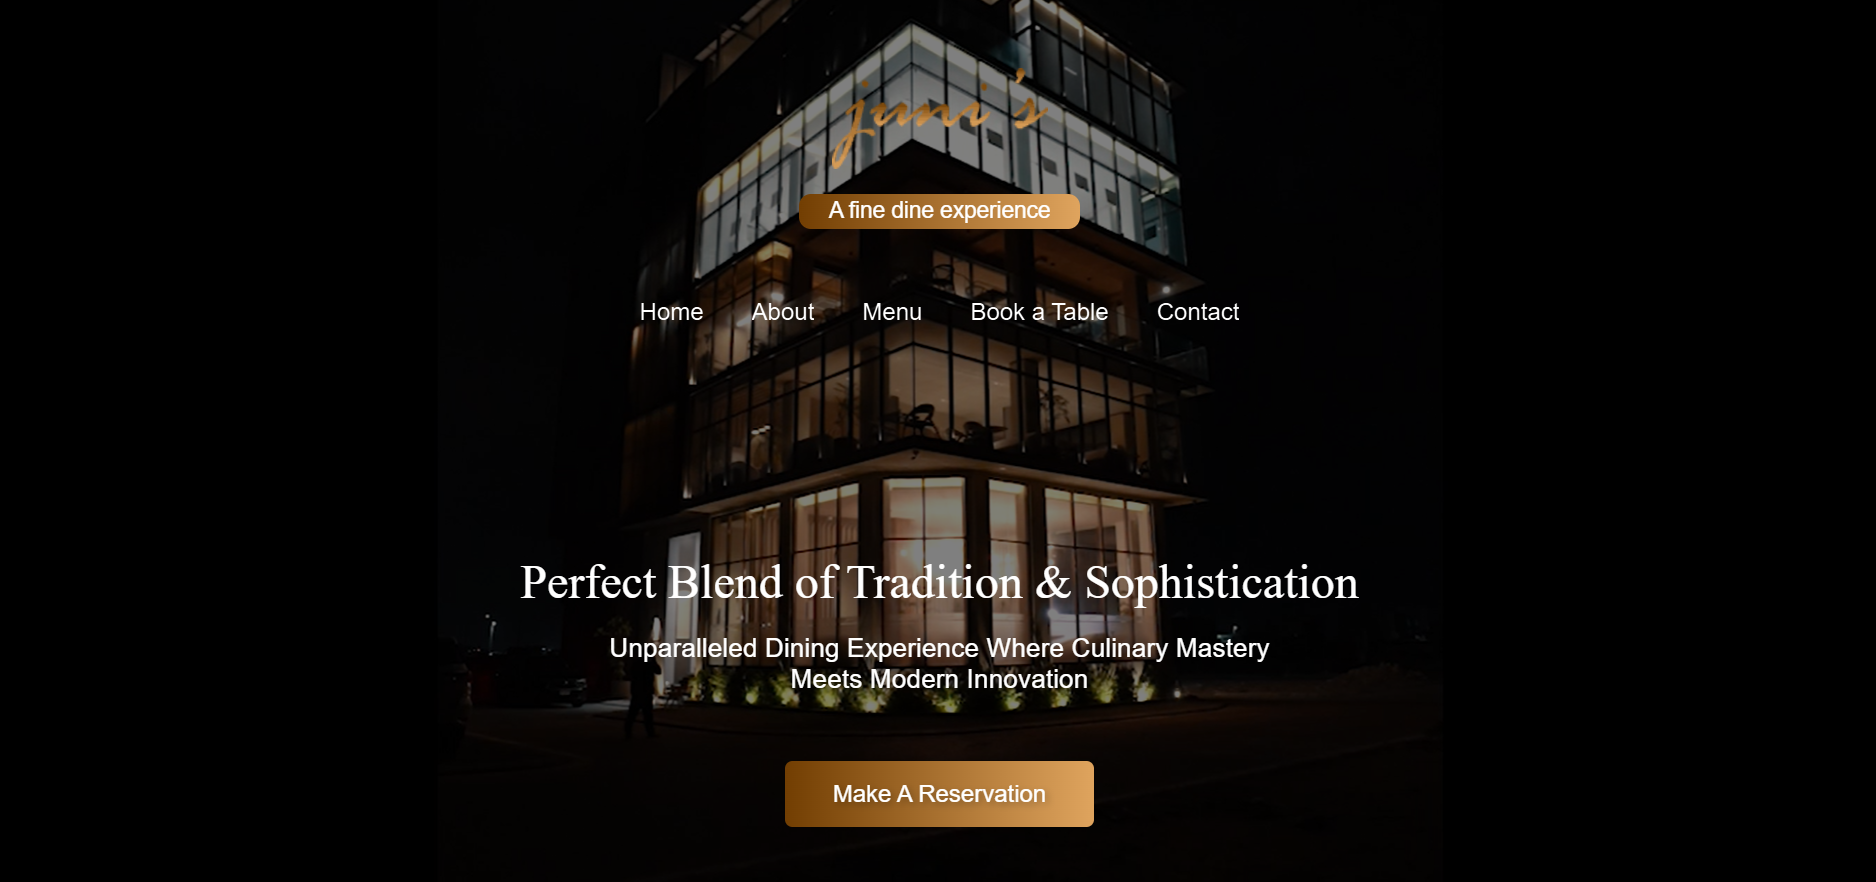 juni's
A fine dine experience
Home About Menu Book a Table Contact
Perfect Blend of Tradition & Sophistication
Unparalleled Dining Experience Where Culinary Mastery
Meets Modern Innovation
Make A Reservation